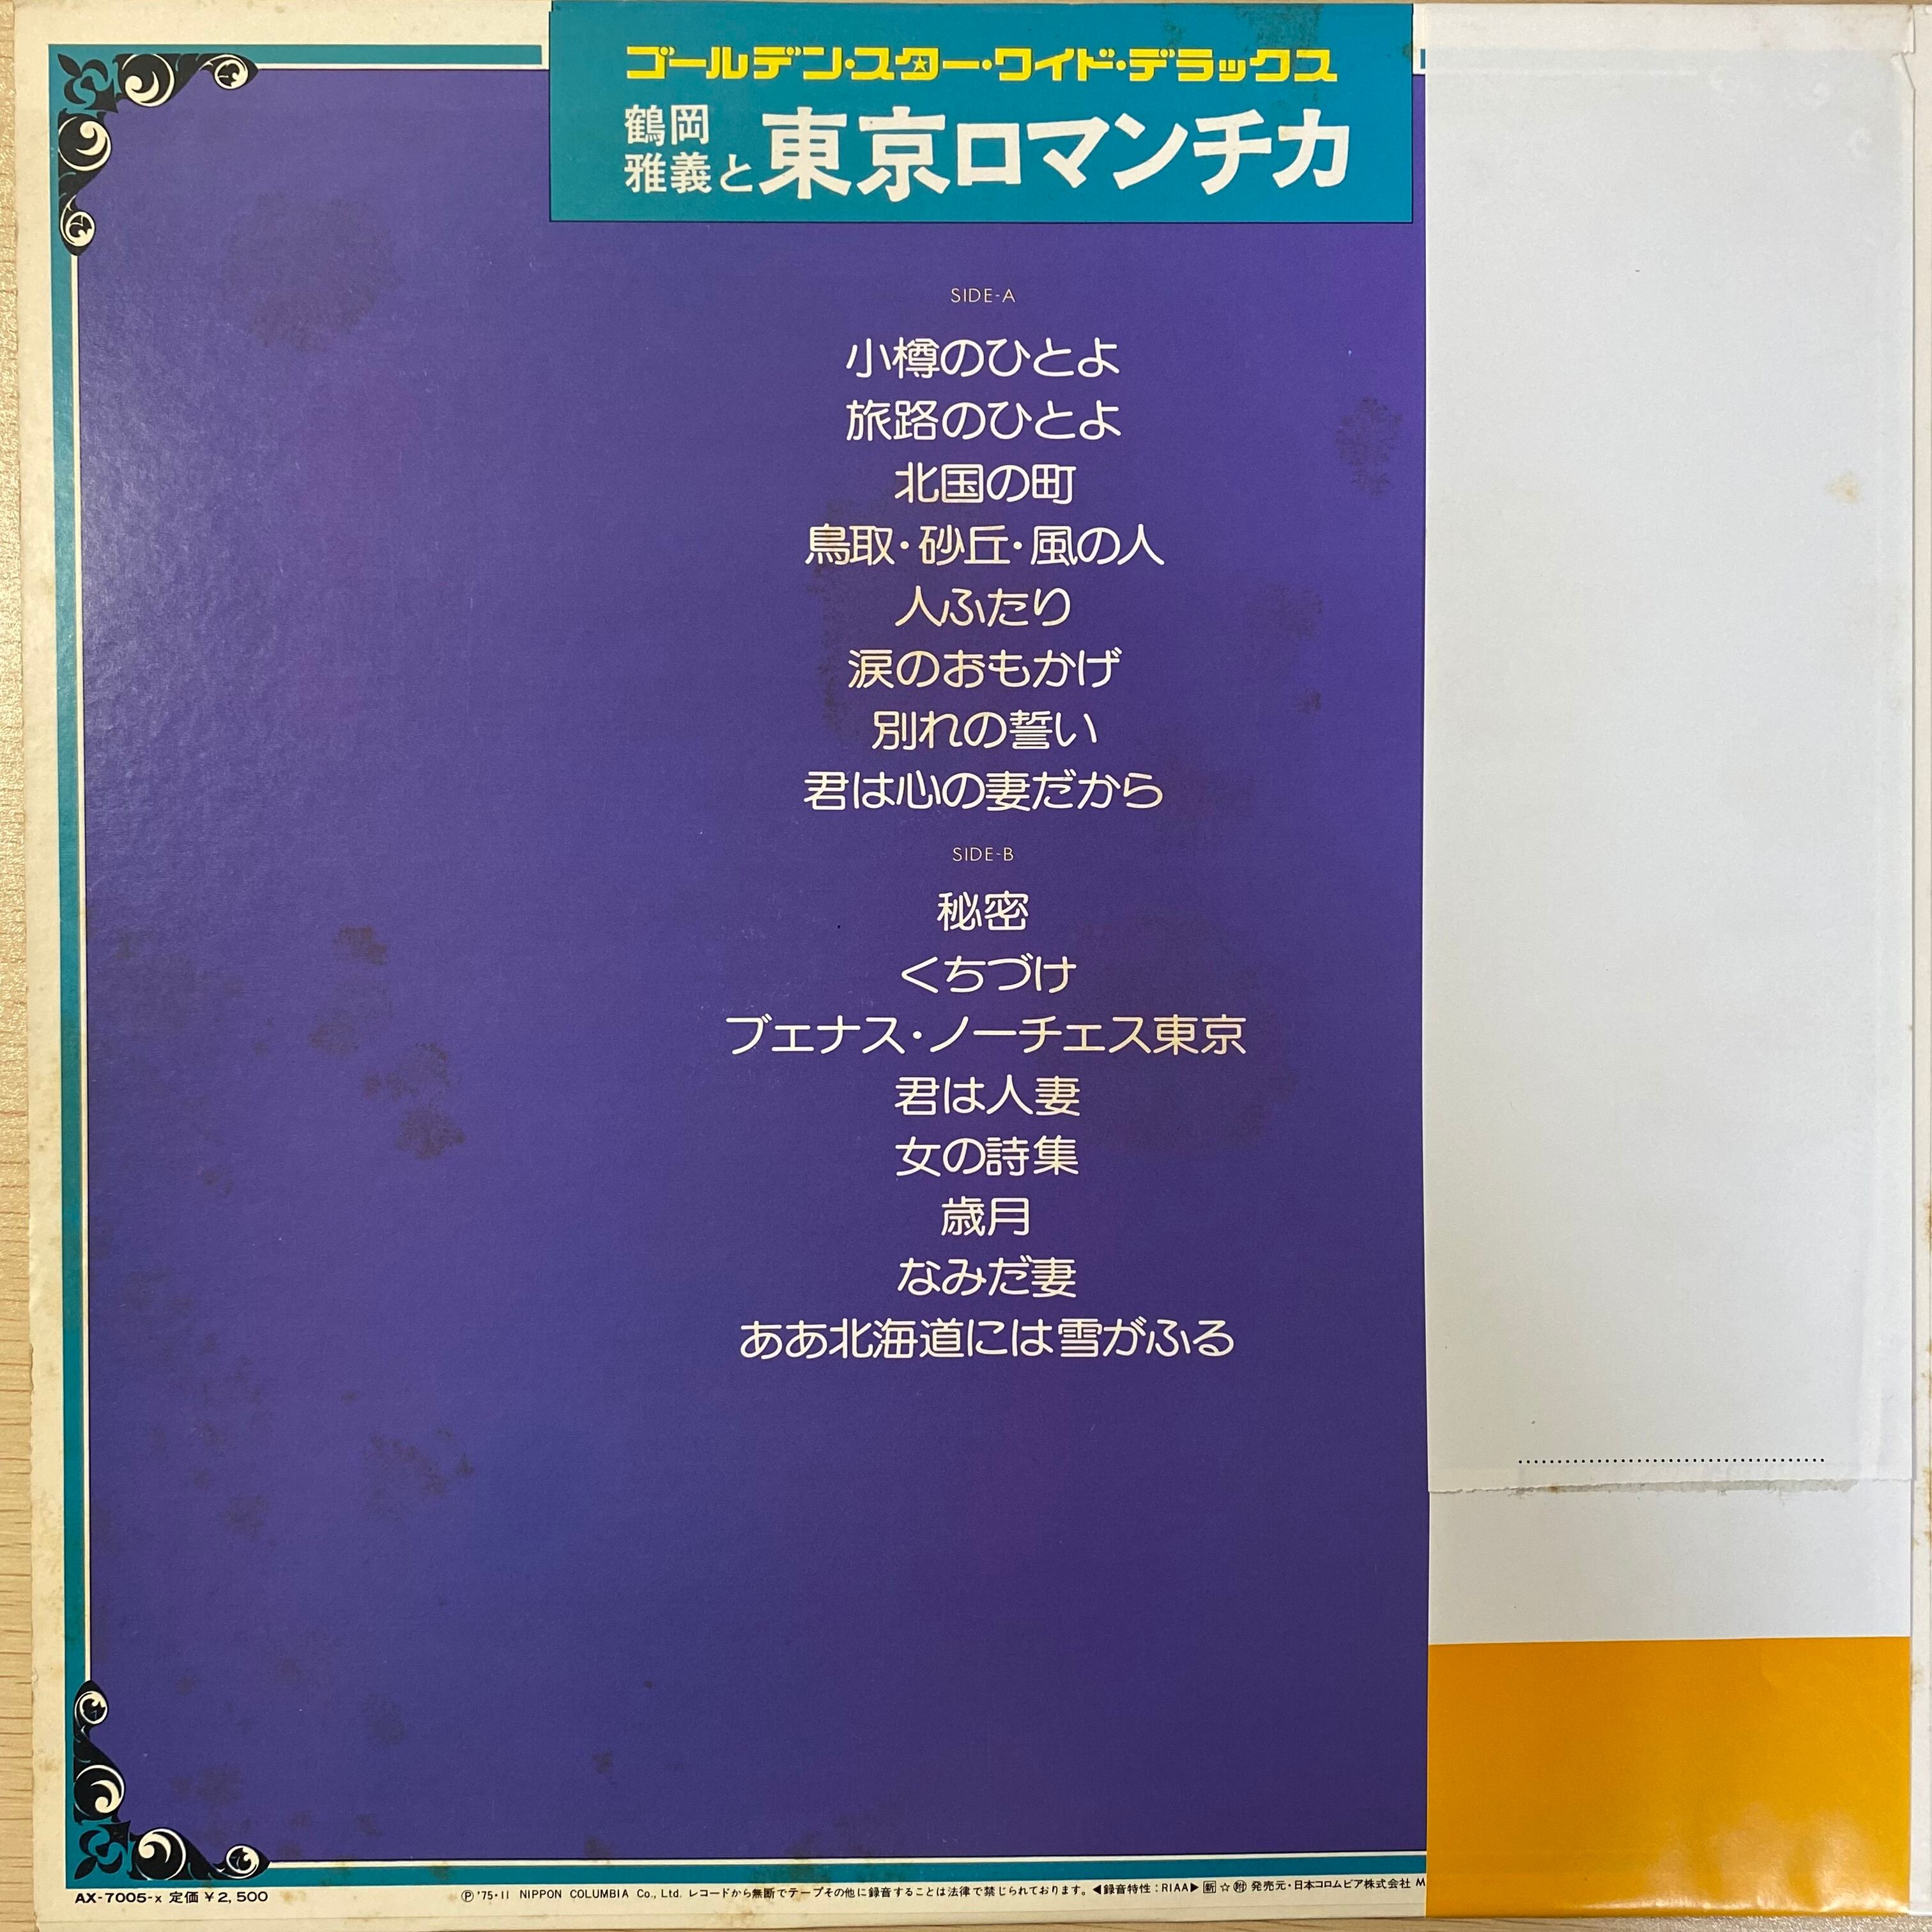 ゴールデン・スター・ワイド・デラックス
鶴岡雅義と東京ロマンチカ
SIDE-A
小樽のひとよ
旅路のひとよ
北国の町
鳥取・砂丘・風の人
人ふたり
涙のおもかげ
別れの誓い
君は心の妻だから
SIDE-B
秘密
くちづけ
ブエナス・ノーチェス東京
君は人妻
女の詩集
歳月
なみだ妻
ああ北海道には雪がふる
AX-7005-x 定価￥2,500
Ⓟ'75・11 NIPPON COLUMBIA Co., Ltd. レコードから無断でテープその他に録音することは法律で禁じられております。◀録音特性：RIAA▶ 新☆ 発売元・日本コロムビア株式会社 M